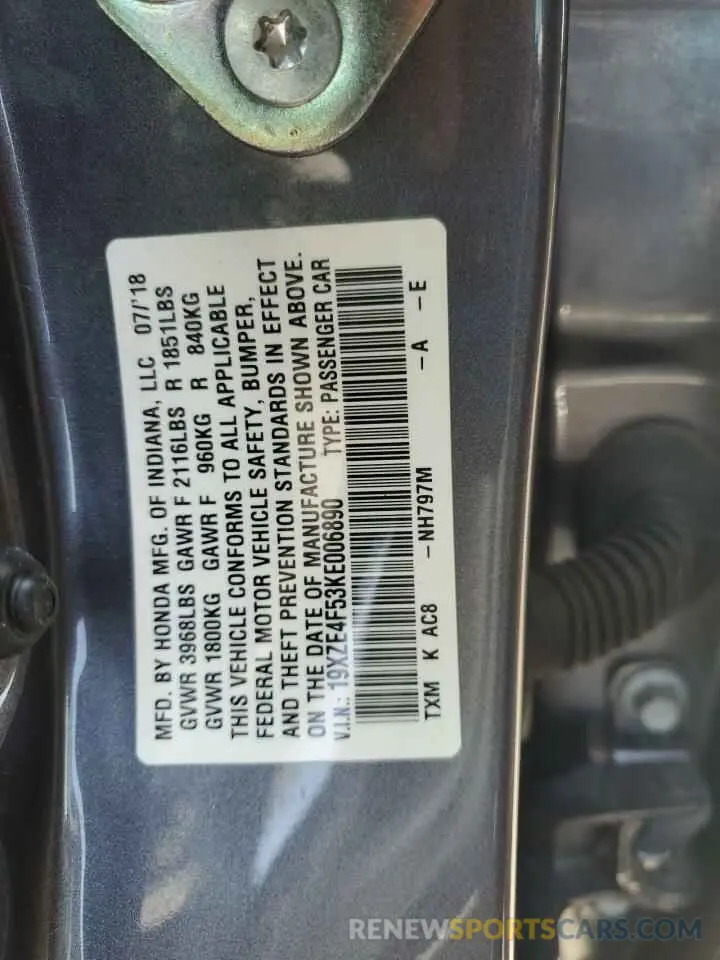 MFD. BY HONDA MFG. OF INDIANA, LLC 07/'18
GVWR 3968LBS GAWR F 2116LBS R 1851LBS
GVWR 1800KG GAWR F 960KG R 840KG
THIS VEHICLE CONFORMS TO ALL APPLICABLE
FEDERAL MOTOR VEHICLE SAFETY, BUMPER,
AND THEFT PREVENTION STANDARDS IN EFFECT
ON THE DATE OF MANUFACTURE SHOWN ABOVE.
V.I.N.: 19XZE4F53KE006890 TYPE: PASSENGER CAR
TXM K AC8 -NH797M -A -E
RENEWSPORTSCARS.COM